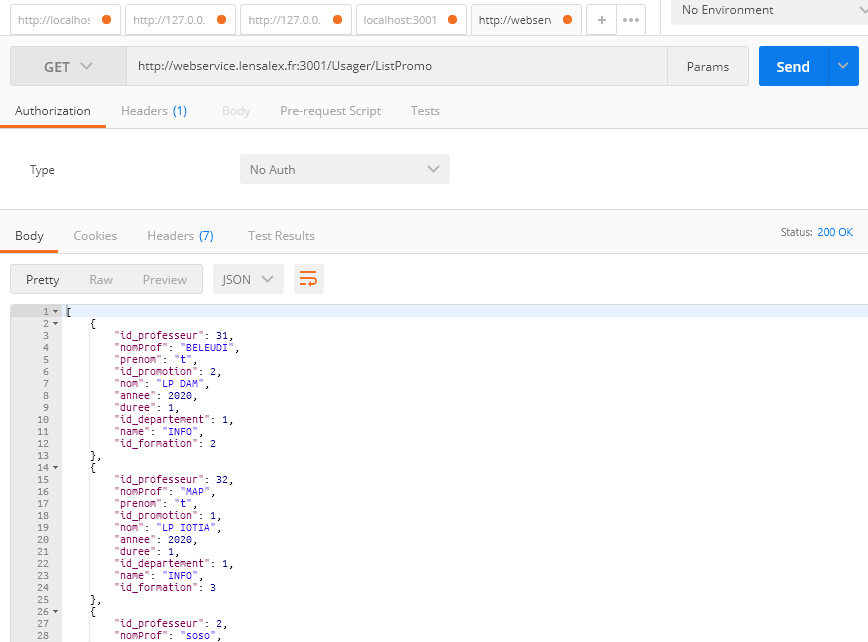 http://localhos http://127.0.0. http://127.0.0. localhost:3001 http://webserv + ••• No Environment
GET http://webservice.lensalex.fr:3001/Usager/ListPromo Params Send
Authorization Headers (1) Body Pre-request Script Tests
Type No Auth
Body Cookies Headers (7) Test Results Status: 200 OK
Pretty Raw Preview JSON
1 [
2 {
3 "id_professeur": 31,
4 "nomProf": "BELEUDI",
5 "prenom": "t",
6 "id_promotion": 2,
7 "nom": "LP DAM",
8 "annee": 2020,
9 "duree": 1,
10 "id_departement": 1,
11 "name": "INFO",
12 "id_formation": 2
13 },
14 {
15 "id_professeur": 32,
16 "nomProf": "MAP",
17 "prenom": "t",
18 "id_promotion": 1,
19 "nom": "LP IOTIA",
20 "annee": 2020,
21 "duree": 1,
22 "id_departement": 1,
23 "name": "INFO",
24 "id_formation": 3
25 },
26 {
27 "id_professeur": 2,
28 "nomProf": "soso",